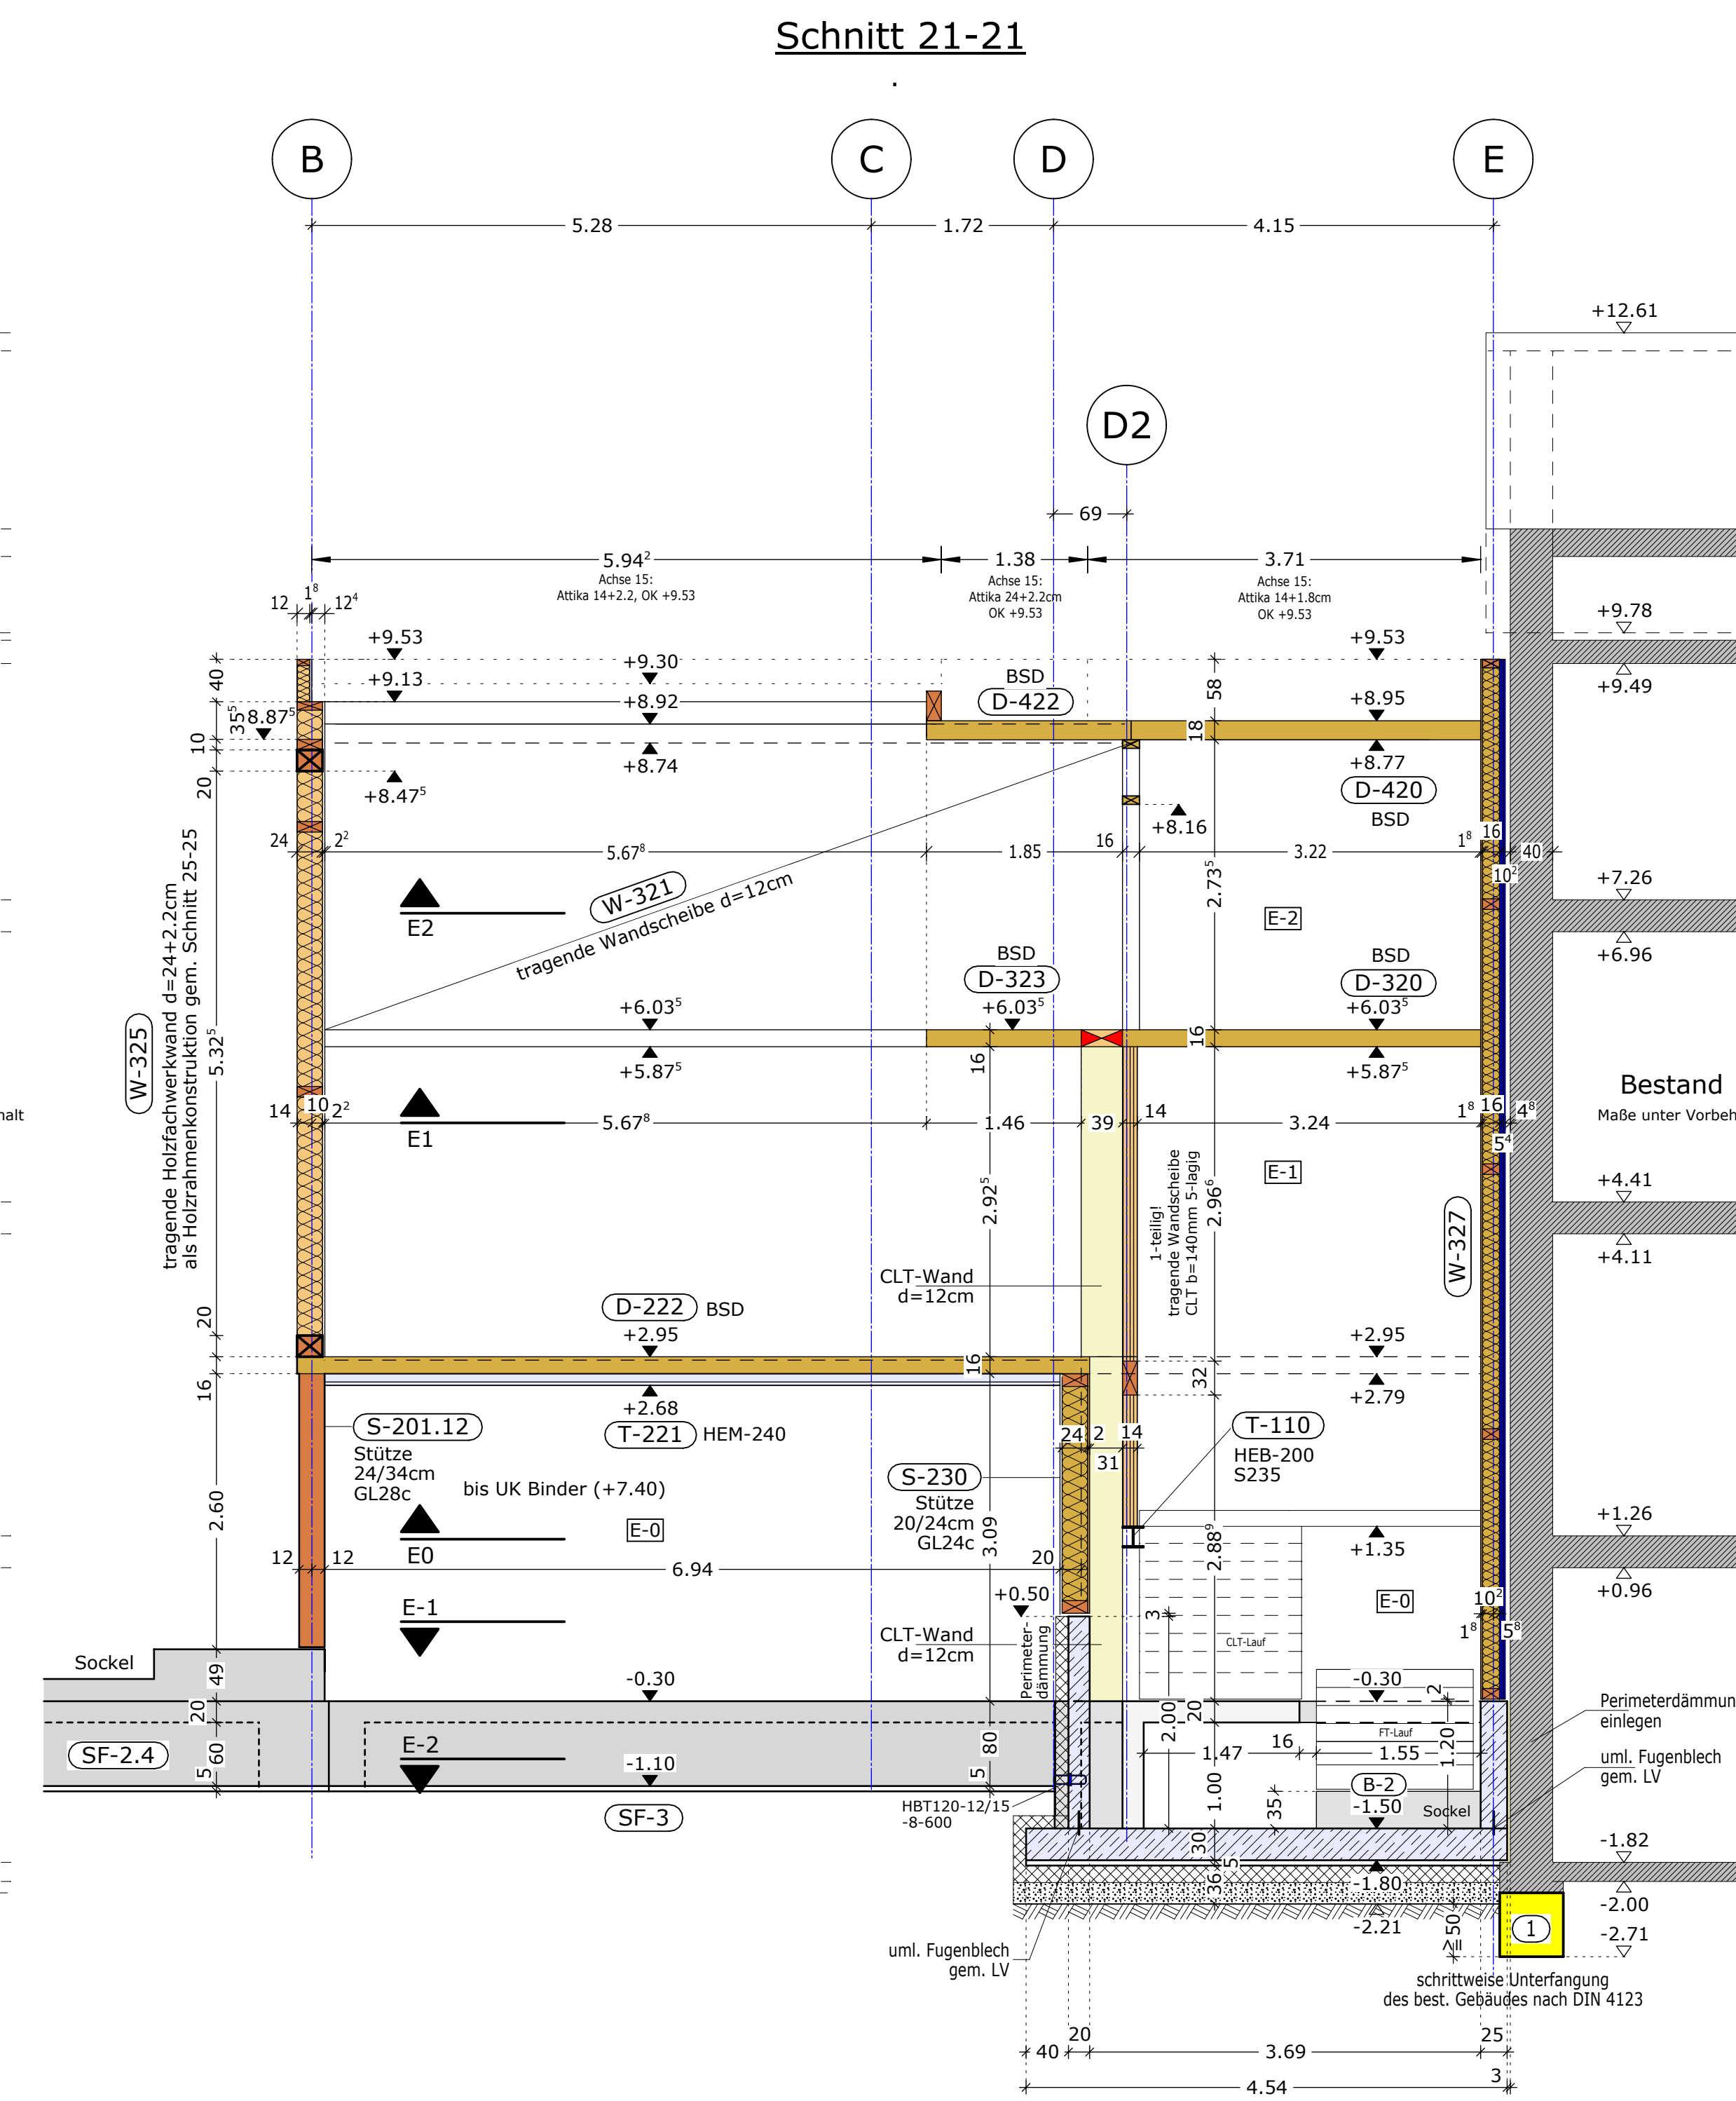 Schnitt 21-21
.
B
C
D
E
5.28
1.72
4.15
+12.61
D2
69
5.94²
1.38
3.71
Achse 15:
Attika 14+2.2, OK +9.53
Achse 15:
Attika 24+2.2cm
OK +9.53
Achse 15:
Attika 14+1.8cm
OK +9.53
12
1⁸
12⁴
+9.78
+9.53
+9.30
+9.53
40
+9.13
BSD
D-422
+9.49
58
+8.92
+8.95
35⁵
8.87⁵
10
18
+8.74
+8.77
20
+8.47⁵
D-420
BSD
+8.16
24
2²
5.67⁸
1.85
16
3.22
1⁸
16
40
10²
2.73⁵
+7.26
W-321
tragende Wandscheibe d=12cm
E2
E-2
BSD
D-323
BSD
D-320
+6.96
+6.03⁵
+6.03⁵
+6.03⁵
16
16
+5.87⁵
+5.87⁵
W-325
tragende Holzfachwerkwand d=24+2.2cm
als Holzrahmenkonstruktion gem. Schnitt 25-25
5.32⁵
Bestand
Maße unter Vorbeh
halt
14
10
2²
5.67⁸
1.46
39
14
3.24
1⁸
16
4⁸
5⁴
E1
E-1
2.92⁵
1-teilig!
tragende Wandscheibe
CLT b=140mm 5-lagig
2.96⁶
W-327
+4.41
+4.11
CLT-Wand
d=12cm
20
D-222
BSD
+2.95
+2.95
16
16
32
+2.79
+2.68
T-221
HEM-240
S-201.12
Stütze
24/34cm
GL28c
T-110
HEB-200
S235
24
2
14
31
S-230
Stütze
20/24cm
GL24c
bis UK Binder (+7.40)
2.60
E0
E-0
3.09
2.88⁹
+1.35
+1.26
+0.96
12
12
6.94
20
+0.50
3
E-1
E-0
10²
1⁸
5⁸
CLT-Wand
d=12cm
Perimeter-
dämmung
CLT-Lauf
Sockel
49
-0.30
-0.30
2
20
20
2.00
Perimeterdämmun
einlegen
FT-Lauf
SF-2.4
60
E-2
80
1.47
16
1.55
1.20
uml. Fugenblech
gem. LV
5
-1.10
5
1.00
B-2
-1.50
Sockel
35
SF-3
HBT120-12/15
-8-600
30
5
36
-1.80
-1.82
-2.00
-2.21
>=50
1
-2.71
uml. Fugenblech
gem. LV
schrittweise Unterfangung
des best. Gebäudes nach DIN 4123
40
20
3.69
25
4.54
3